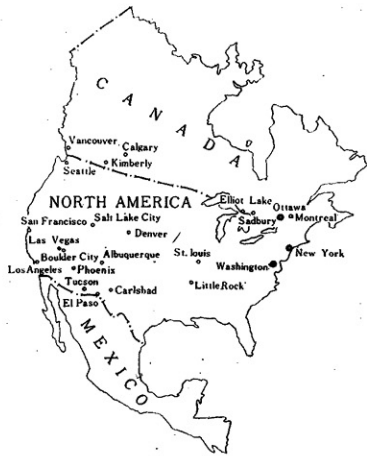 CANADA
Vancouver
Calgary
Seattle
Kimberly
NORTH AMERICA
Elliot Lake
Ottawa
Sadbury
Montreal
San Francisco
Salt Lake City
Denver
Las Vegas
New York
Boulder City
Albuquerque
St. louis
Los Angeles
Phoenix
Washington
Tucson
Carlsbad
Little Rock
El Paso
MEXICO